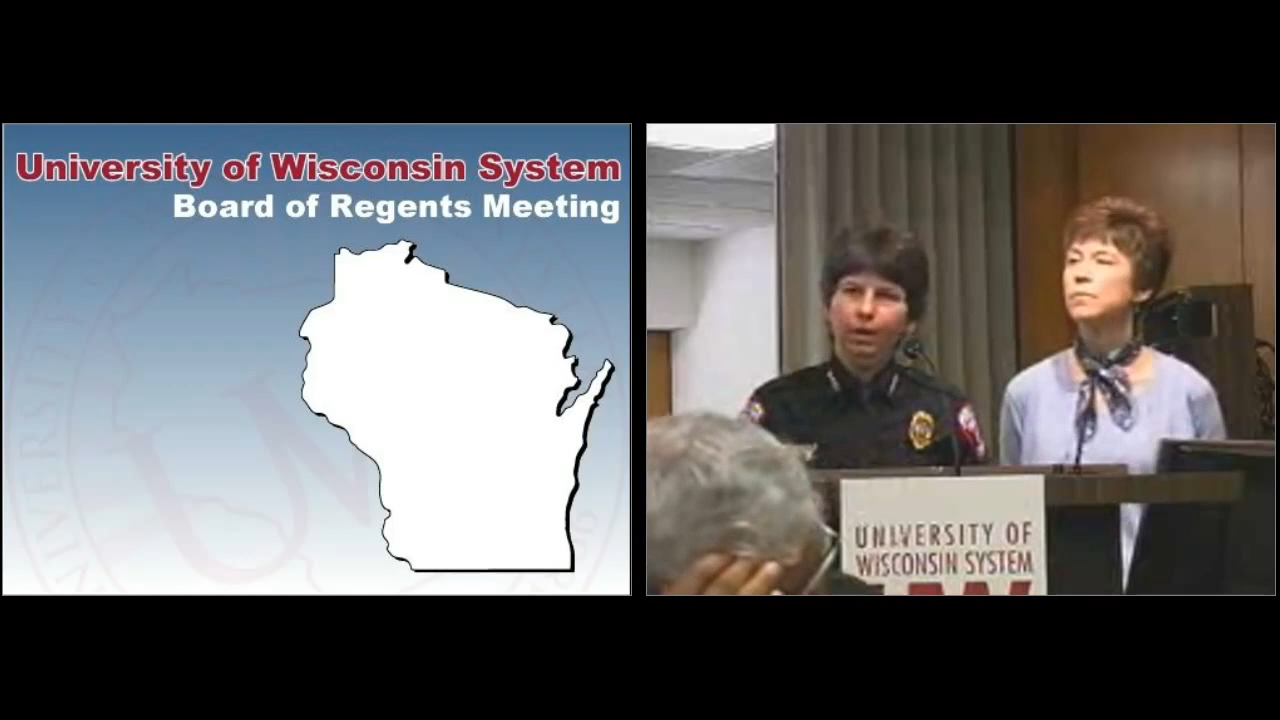 University of Wisconsin System
Board of Regents Meeting
UNIVERSITY OF
WISCONSIN SYSTEM